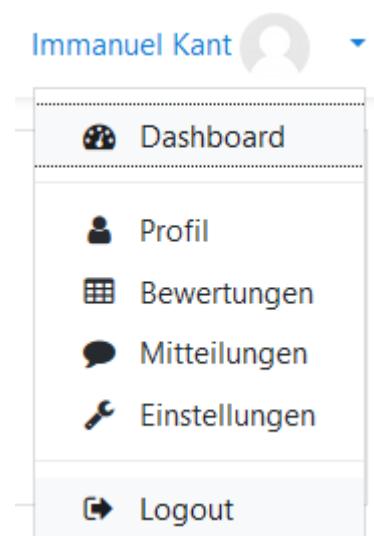 Immanuel Kant
Dashboard
Profil
Bewertungen
Mitteilungen
Einstellungen
Logout